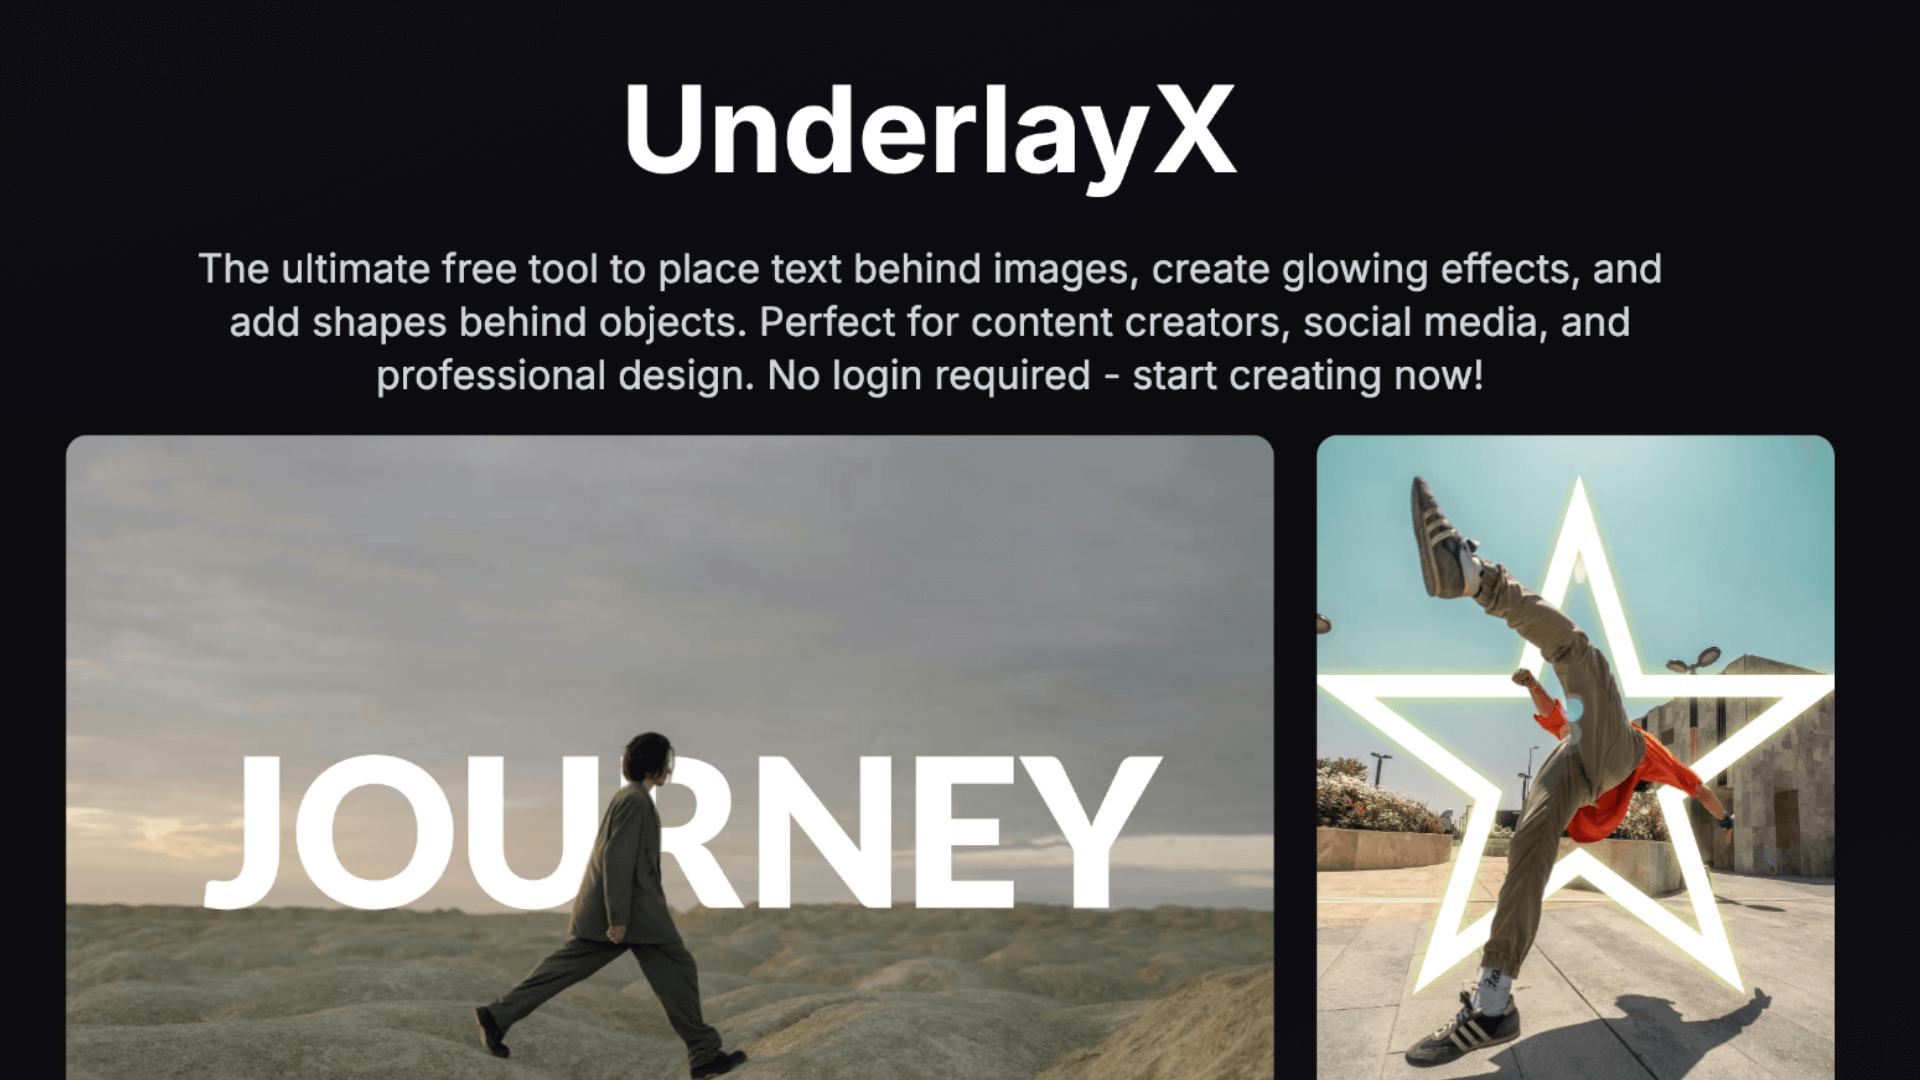 UnderlayX
The ultimate free tool to place text behind images, create glowing effects, and
add shapes behind objects. Perfect for content creators, social media, and
professional design. No login required - start creating now!
JOURNEY